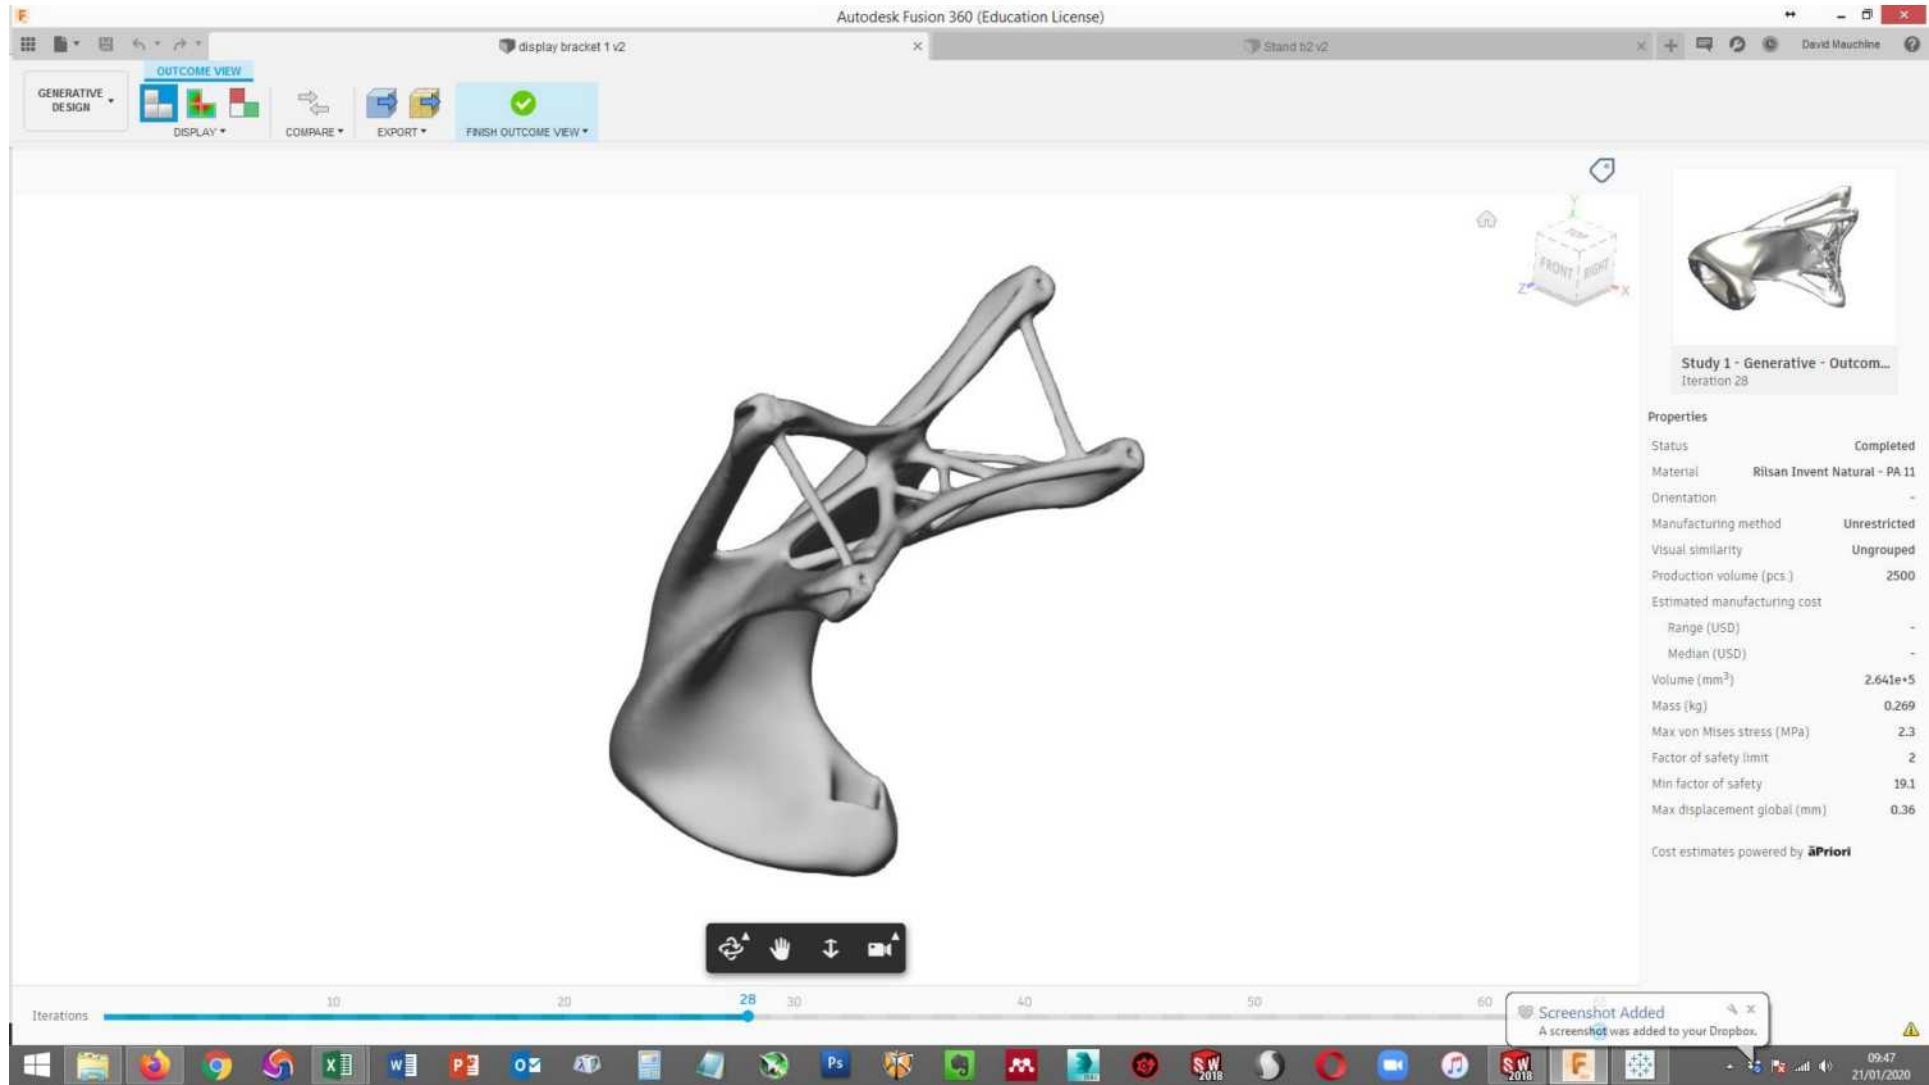 Autodesk Fusion 360 (Education License)
display bracket 1 v2
Stand b2 v2
David Mauchline
OUTCOME VIEW
GENERATIVE DESIGN
DISPLAY
COMPARE
EXPORT
FINISH OUTCOME VIEW
Y
TOP
FRONT
RIGHT
Z
X
Study 1 - Generative - Outcom...
Iteration 28
Properties
Status Completed
Material Rilsan Invent Natural - PA 11
Orientation -
Manufacturing method Unrestricted
Visual similarity Ungrouped
Production volume (pcs.) 2500
Estimated manufacturing cost
Range (USD) -
Median (USD) -
Volume (mm³) 2.641e+5
Mass (kg) 0.269
Max von Mises stress (MPa) 2.3
Factor of safety limit 2
Min factor of safety 19.1
Max displacement global (mm) 0.36
Cost estimates powered by aPriori
10 20 28 30 40 50 60
Iterations
Screenshot Added
A screenshot was added to your Dropbox.
Ps
SW 2018
SW 2018
09:47
21/01/2020